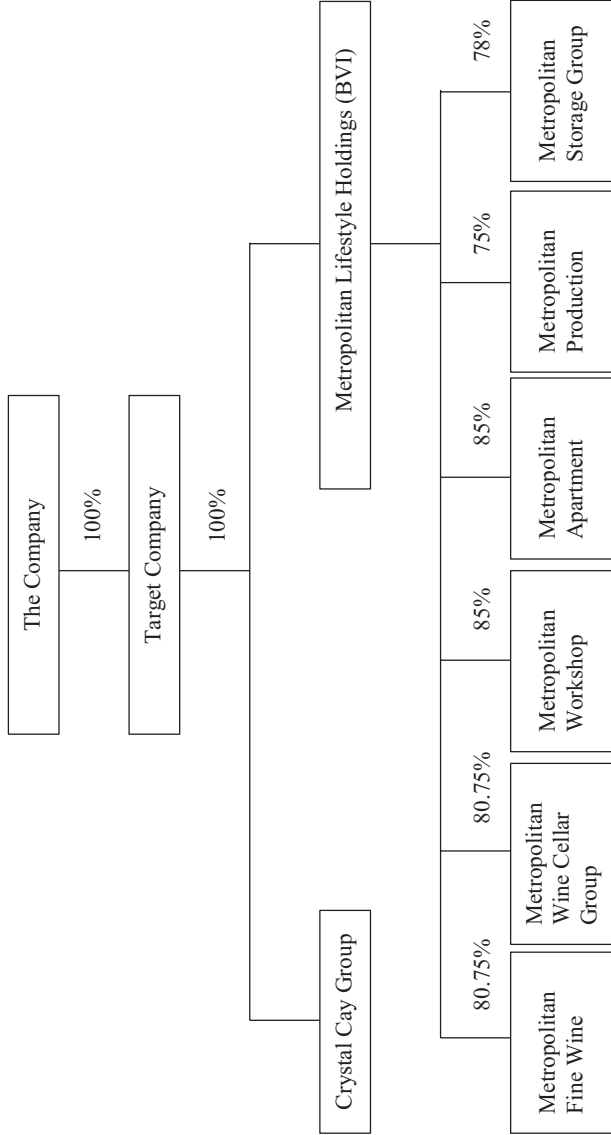 The Company
100%
Target Company
100%
Crystal Cay Group
Metropolitan Lifestyle Holdings (BVI)
80.75%
80.75%
85%
85%
75%
78%
Metropolitan
Fine Wine
Metropolitan
Wine Cellar
Group
Metropolitan
Workshop
Metropolitan
Apartment
Metropolitan
Production
Metropolitan
Storage Group